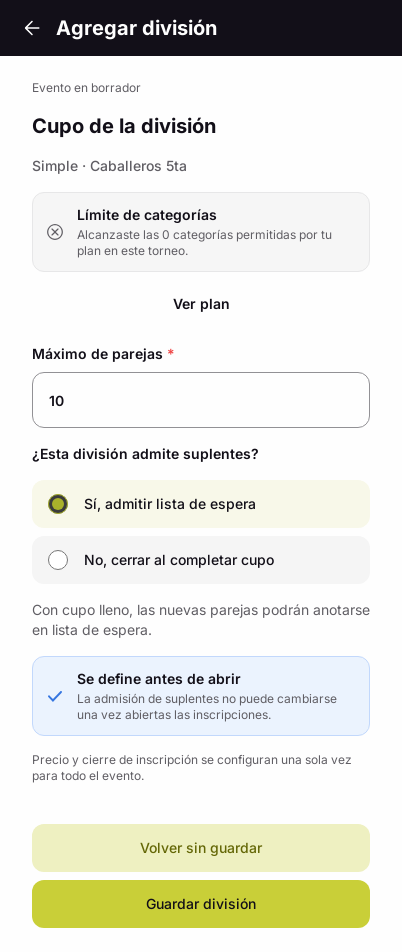 Agregar división
Evento en borrador
Cupo de la división
Simple · Caballeros 5ta
Límite de categorías
Alcanzaste las 0 categorías permitidas por tu
plan en este torneo.
Ver plan
Máximo de parejas *
10
¿Esta división admite suplentes?
Sí, admitir lista de espera
No, cerrar al completar cupo
Con cupo lleno, las nuevas parejas podrán anotarse
en lista de espera.
Se define antes de abrir
La admisión de suplentes no puede cambiarse
una vez abiertas las inscripciones.
Precio y cierre de inscripción se configuran una sola vez
para todo el evento.
Volver sin guardar
Guardar división